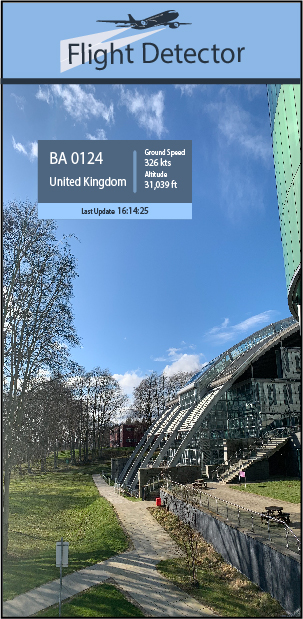 Flight Detector
BA 0124
United Kingdom
Ground Speed
326 kts
Altitude
31,039 ft
Last Update 16:14:25